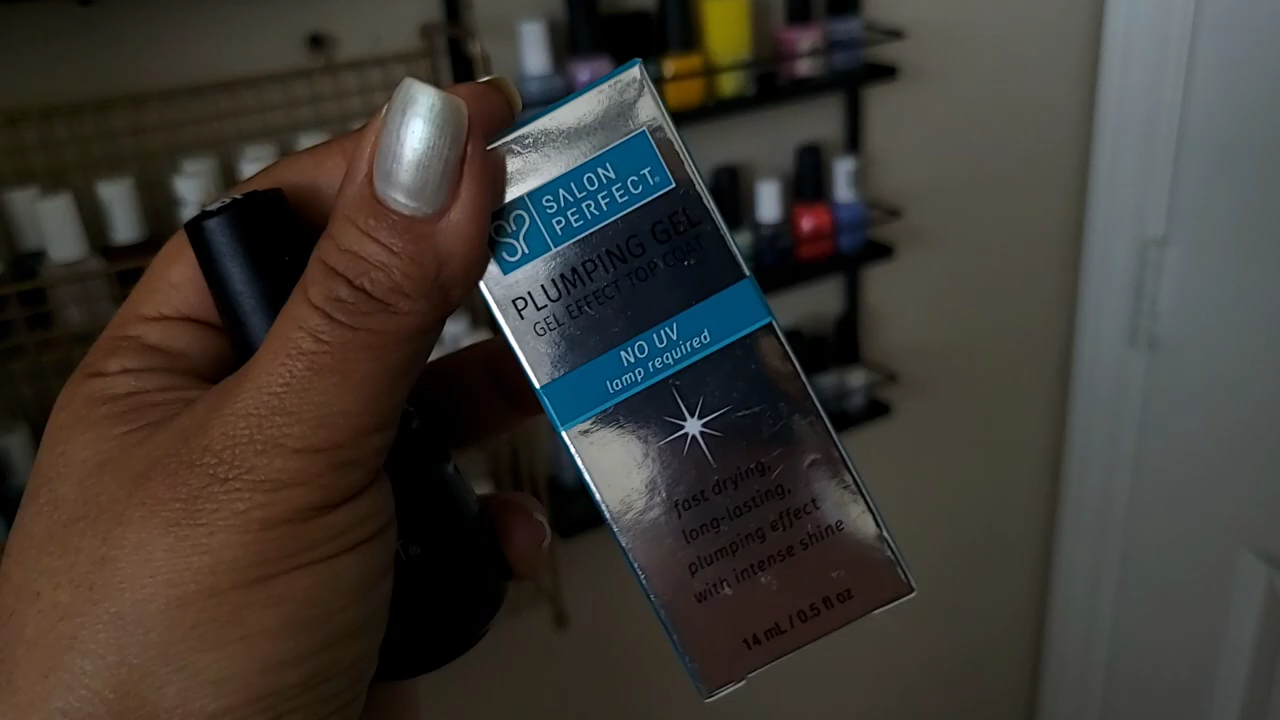 SP
SALON
PERFECT®
PLUMPING GEL
GEL EFFECT TOP COAT
NO UV
lamp required
fast drying,
long-lasting,
plumping effect
with intense shine
14 mL / 0.5 fl oz
T®